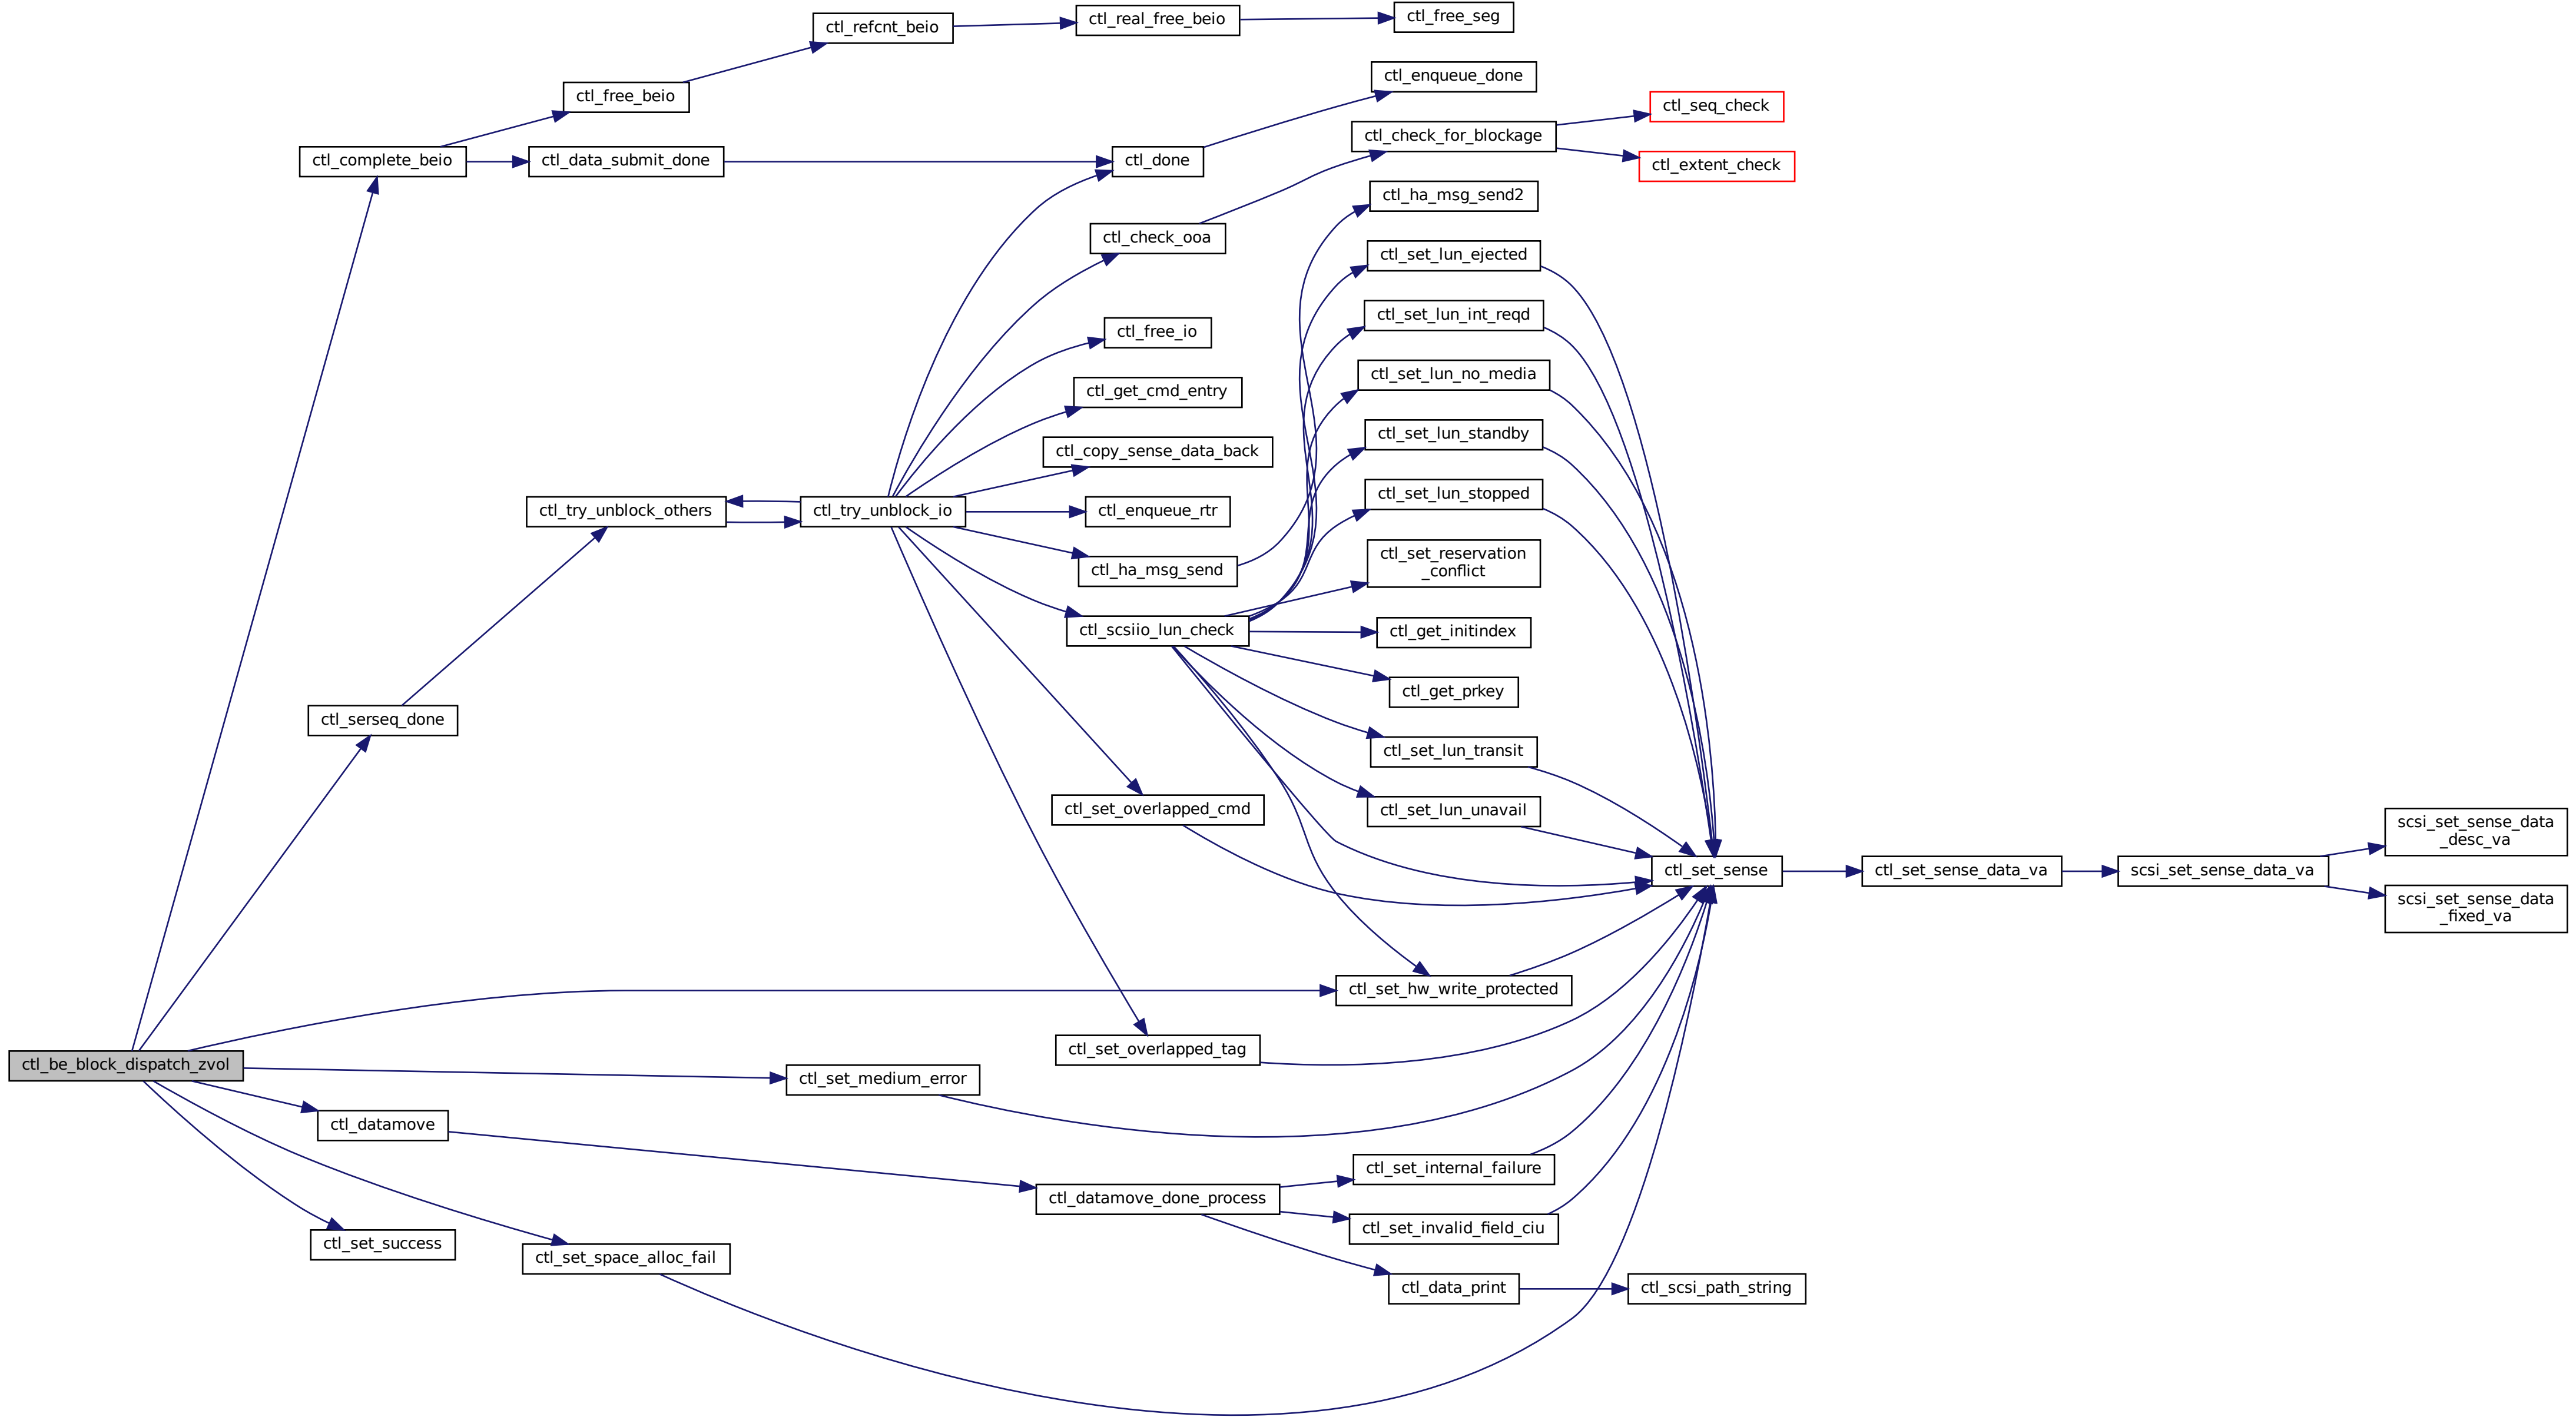 ctl_free_seg
ctl_real_free_beio
ctl_refcnt_beio
ctl_enqueue_done
ctl_free_beio
ctl_seq_check
ctl_check_for_blockage
ctl_complete_beio
ctl_data_submit_done
ctl_done
ctl_extent_check
ctl_ha_msg_send2
ctl_check_ooa
ctl_set_lun_ejected
ctl_set_lun_int_reqd
ctl_free_io
ctl_set_lun_no_media
ctl_get_cmd_entry
ctl_set_lun_standby
ctl_copy_sense_data_back
ctl_set_lun_stopped
ctl_try_unblock_others
ctl_try_unblock_io
ctl_enqueue_rtr
ctl_set_reservation
_conflict
ctl_ha_msg_send
ctl_scsiio_lun_check
ctl_get_initindex
ctl_get_prkey
ctl_serseq_done
ctl_set_lun_transit
ctl_set_overlapped_cmd
ctl_set_lun_unavail
scsi_set_sense_data
_desc_va
ctl_set_sense
ctl_set_sense_data_va
scsi_set_sense_data_va
scsi_set_sense_data
_fixed_va
ctl_set_hw_write_protected
ctl_set_overlapped_tag
ctl_be_block_dispatch_zvol
ctl_set_medium_error
ctl_datamove
ctl_set_internal_failure
ctl_datamove_done_process
ctl_set_invalid_field_ciu
ctl_set_success
ctl_set_space_alloc_fail
ctl_data_print
ctl_scsi_path_string